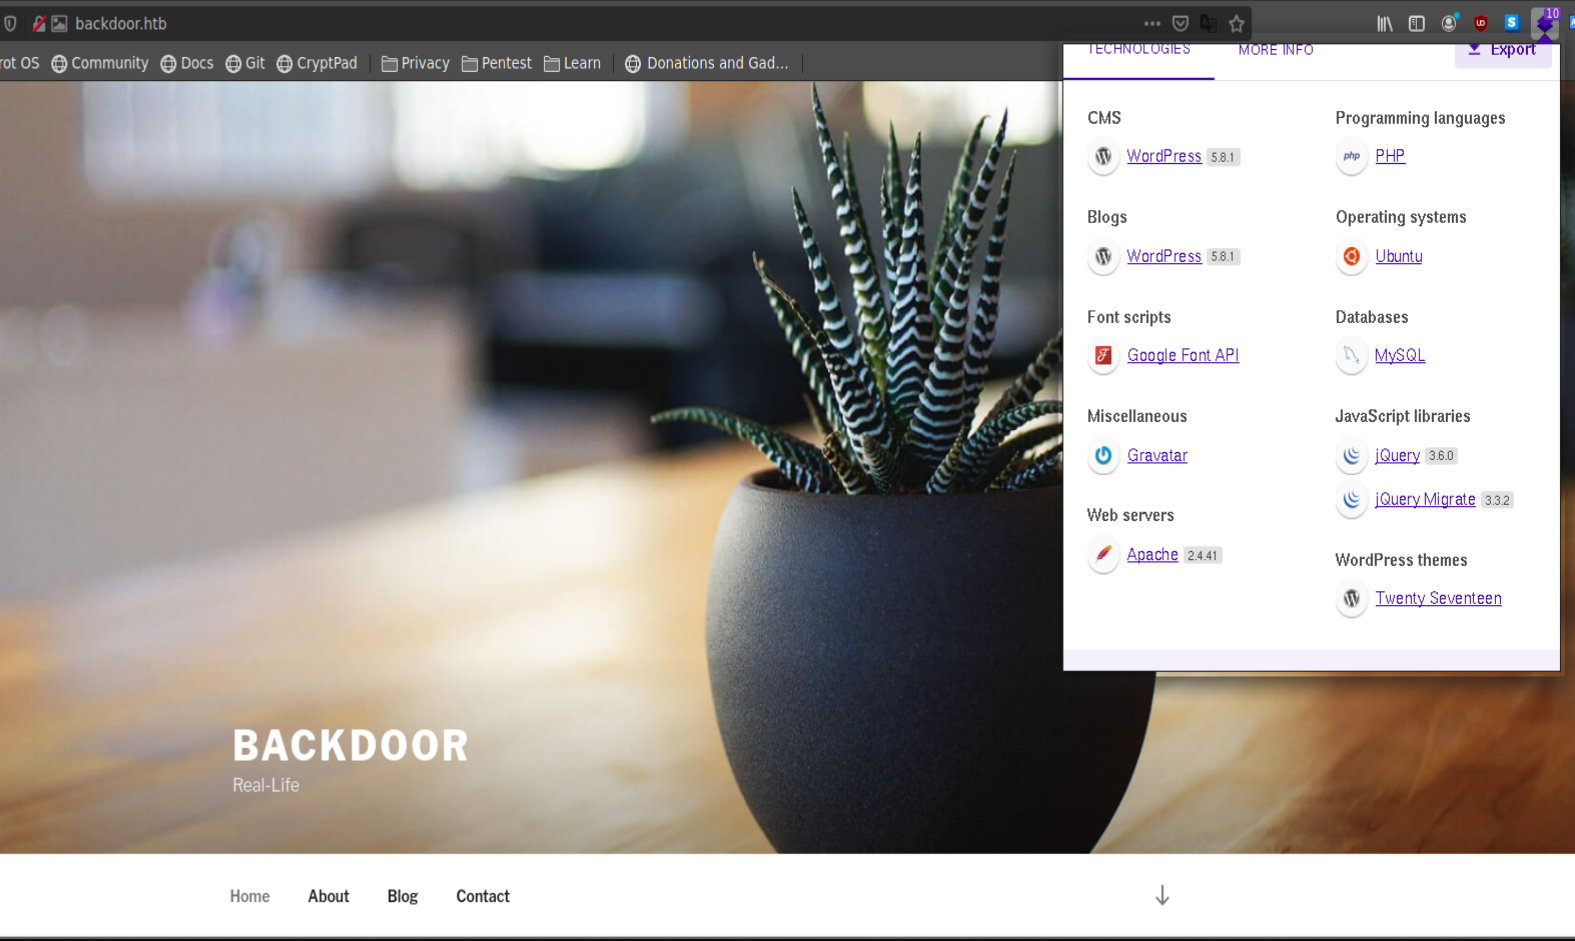 backdoor.htb
10
rot OS Community Docs Git CryptPad Privacy Pentest Learn Donations and Gad...
TECHNOLOGIES MORE INFO Export
CMS
WordPress 5.8.1
Blogs
WordPress 5.8.1
Font scripts
Google Font API
Miscellaneous
Gravatar
Web servers
Apache 2.4.41
Programming languages
php PHP
Operating systems
Ubuntu
Databases
MySQL
JavaScript libraries
jQuery 3.6.0
jQuery Migrate 3.3.2
WordPress themes
Twenty Seventeen
BACKDOOR
Real-Life
Home About Blog Contact